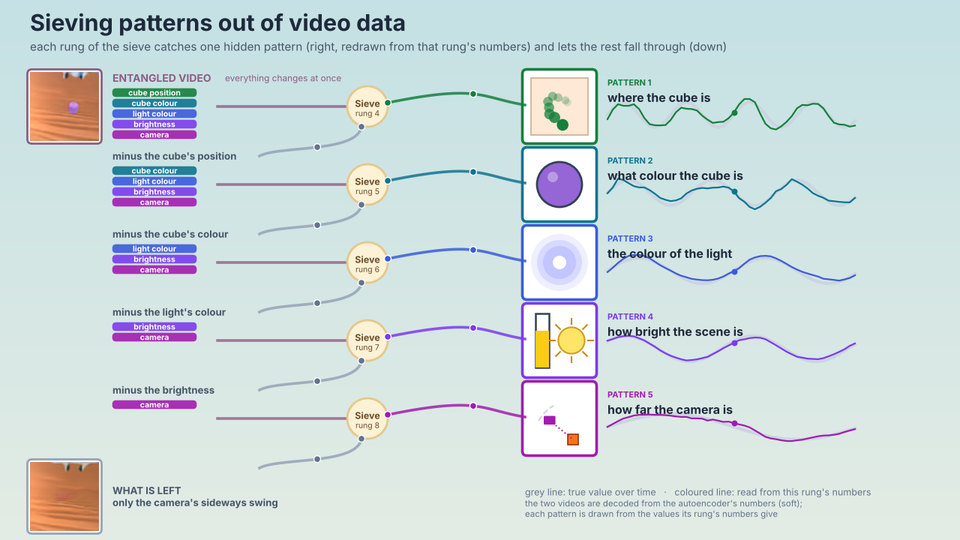 Sieving patterns out of video data
each rung of the sieve catches one hidden pattern (right, redrawn from that rung's numbers) and lets the rest fall through (down)
ENTANGLED VIDEO everything changes at once
cube position
cube colour
light colour
brightness
camera
Sieve
rung 4
PATTERN 1
where the cube is
minus the cube's position
cube colour
light colour
brightness
camera
Sieve
rung 5
PATTERN 2
what colour the cube is
minus the cube's colour
light colour
brightness
camera
Sieve
rung 6
PATTERN 3
the colour of the light
minus the light's colour
brightness
camera
Sieve
rung 7
PATTERN 4
how bright the scene is
minus the brightness
camera
Sieve
rung 8
PATTERN 5
how far the camera is
WHAT IS LEFT
only the camera's sideways swing
grey line: true value over time · coloured line: read from this rung's numbers
the two videos are decoded from the autoencoder's numbers (soft);
each pattern is drawn from the values its rung's numbers give